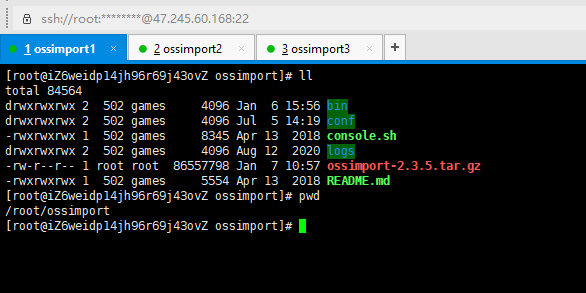 ssh://root:********@47.245.60.168:22
1 ossimport1 × 2 ossimport2 × 3 ossimport3 × +
[root@iZ6weidp14jh96r69j43ovZ ossimport]# ll
total 84564
drwxrwxrwx 2  502 games     4096 Jan  6 15:56 bin
drwxrwxrwx 2  502 games     4096 Jul  5 14:19 conf
-rwxrwxrwx 1  502 games     8345 Apr 13  2018 console.sh
drwxrwxrwx 2  502 games     4096 Aug 12  2020 logs
-rw-r--r-- 1 root root  86557798 Jan  7 10:57 ossimport-2.3.5.tar.gz
-rwxrwxrwx 1  502 games     5554 Apr 13  2018 README.md
[root@iZ6weidp14jh96r69j43ovZ ossimport]# pwd
/root/ossimport
[root@iZ6weidp14jh96r69j43ovZ ossimport]#